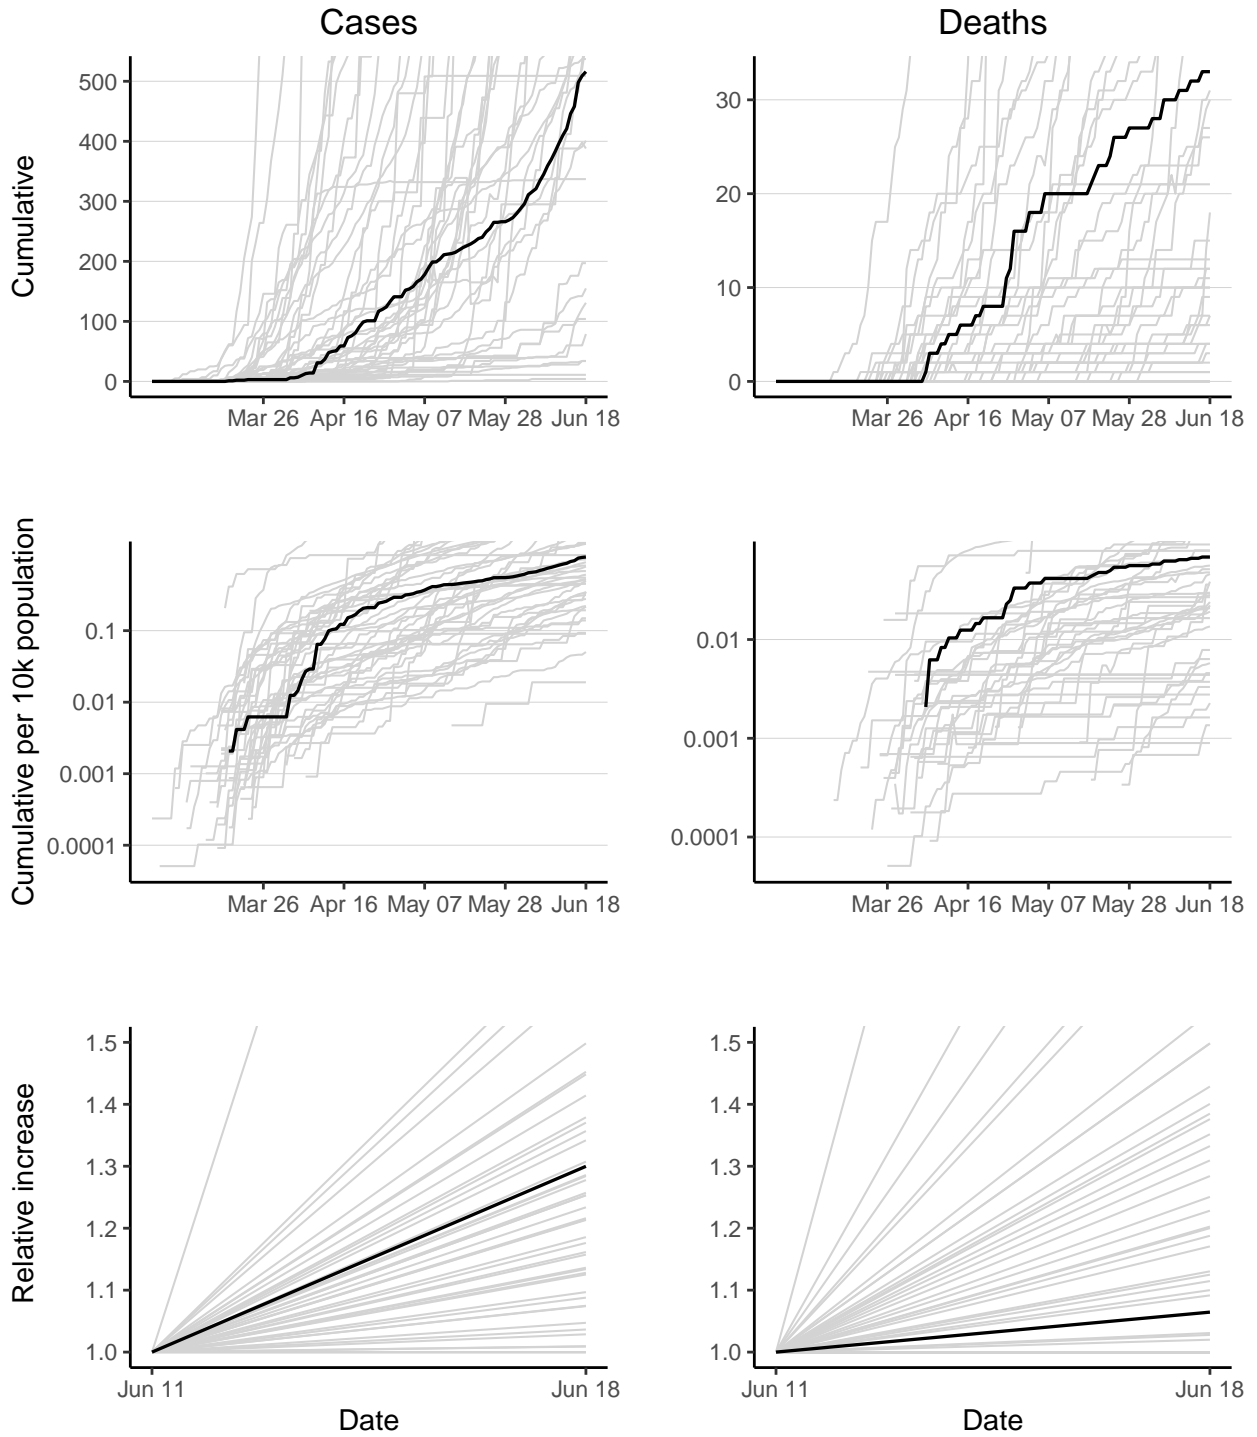 Cases
Deaths
Cumulative
500
400
300
200
100
0
Mar 26 Apr 16 May 07 May 28 Jun 18
30
20
10
0
Mar 26 Apr 16 May 07 May 28 Jun 18
Cumulative per 10k population
0.1
0.01
0.001
0.0001
Mar 26 Apr 16 May 07 May 28 Jun 18
0.01
0.001
0.0001
Mar 26 Apr 16 May 07 May 28 Jun 18
Relative increase
1.5
1.4
1.3
1.2
1.1
1.0
Jun 11 Jun 18
Date
1.5
1.4
1.3
1.2
1.1
1.0
Jun 11 Jun 18
Date